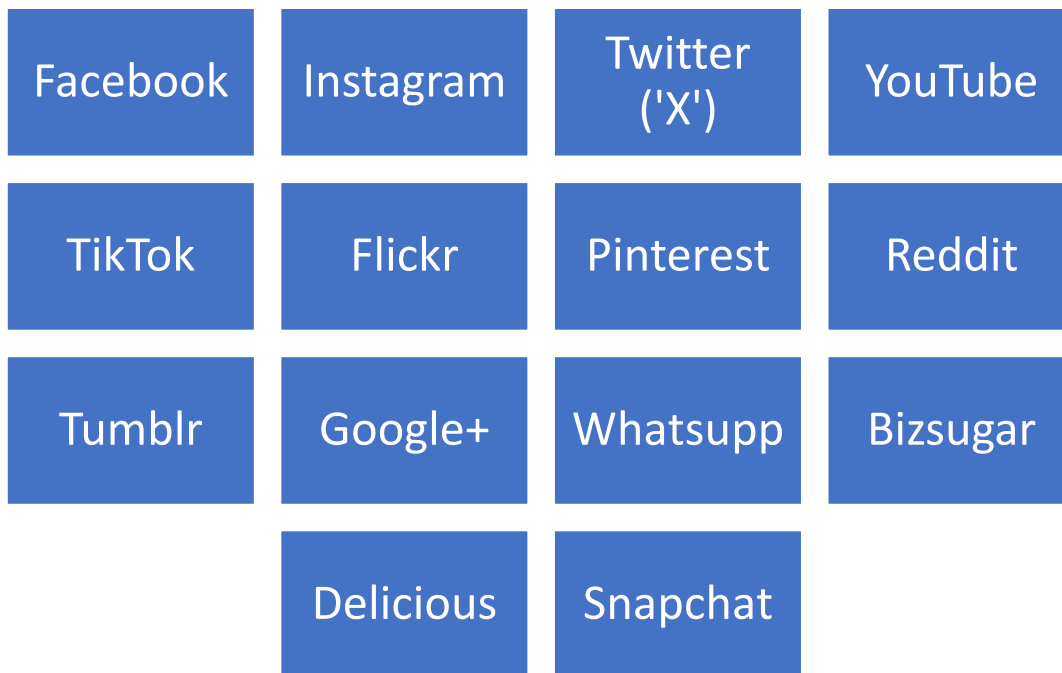 Facebook
Instagram
Twitter
('X')
YouTube
TikTok
Flickr
Pinterest
Reddit
Tumblr
Google+
Whatsupp
Bizsugar
Delicious
Snapchat